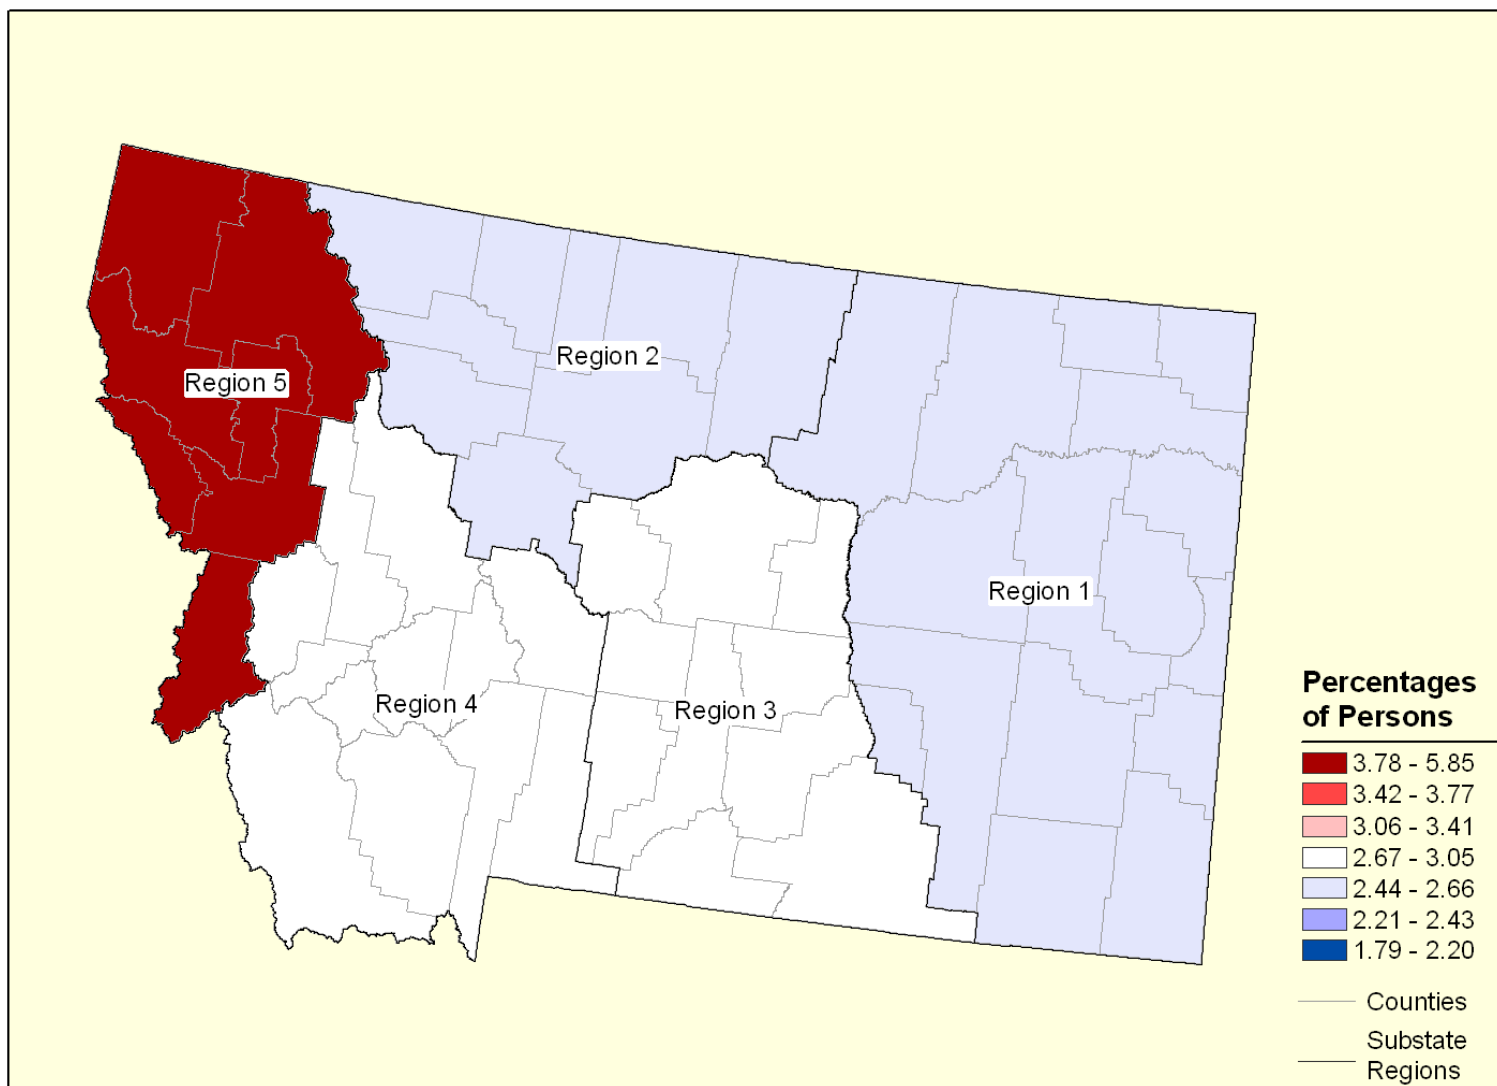 Region 5
Region 2
Region 1
Region 4
Region 3
Percentages
of Persons
3.78 - 5.85
3.42 - 3.77
3.06 - 3.41
2.67 - 3.05
2.44 - 2.66
2.21 - 2.43
1.79 - 2.20
Counties
Substate
Regions